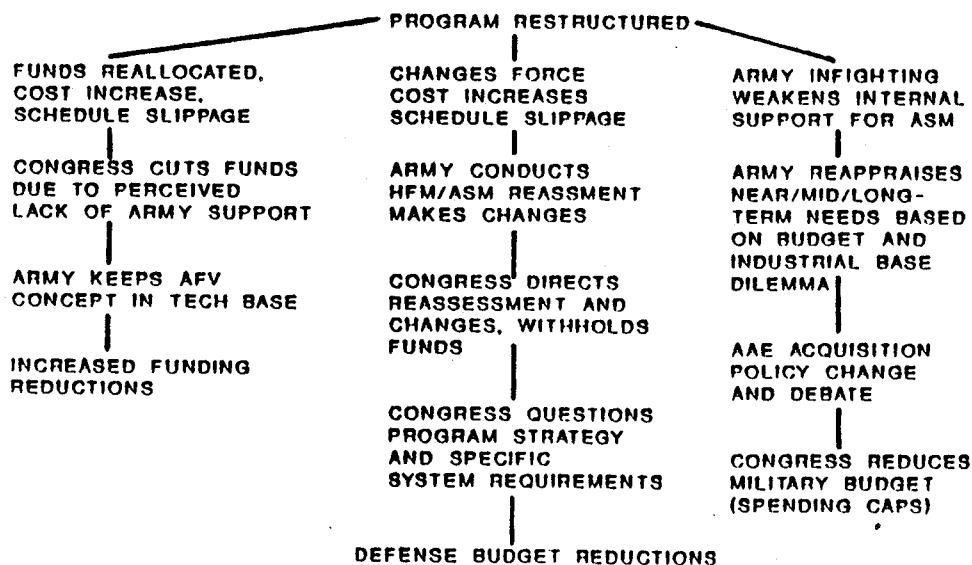 PROGRAM RESTRUCTURED
FUNDS REALLOCATED,
COST INCREASE,
SCHEDULE SLIPPAGE
CONGRESS CUTS FUNDS
DUE TO PERCEIVED
LACK OF ARMY SUPPORT
ARMY KEEPS AFV
CONCEPT IN TECH BASE
INCREASED FUNDING
REDUCTIONS
CHANGES FORCE
COST INCREASES
SCHEDULE SLIPPAGE
ARMY CONDUCTS
HFM/ASM REASSMENT
MAKES CHANGES
CONGRESS DIRECTS
REASSESSMENT AND
CHANGES, WITHHOLDS
FUNDS
CONGRESS QUESTIONS
PROGRAM STRATEGY
AND SPECIFIC
SYSTEM REQUIREMENTS
DEFENSE BUDGET REDUCTIONS
ARMY INFIGHTING
WEAKENS INTERNAL
SUPPORT FOR ASM
ARMY REAPPRAISES
NEAR/MID/LONG-
TERM NEEDS BASED
ON BUDGET AND
INDUSTRIAL BASE
DILEMMA
AAE ACQUISITION
POLICY CHANGE
AND DEBATE
CONGRESS REDUCES
MILITARY BUDGET
(SPENDING CAPS)